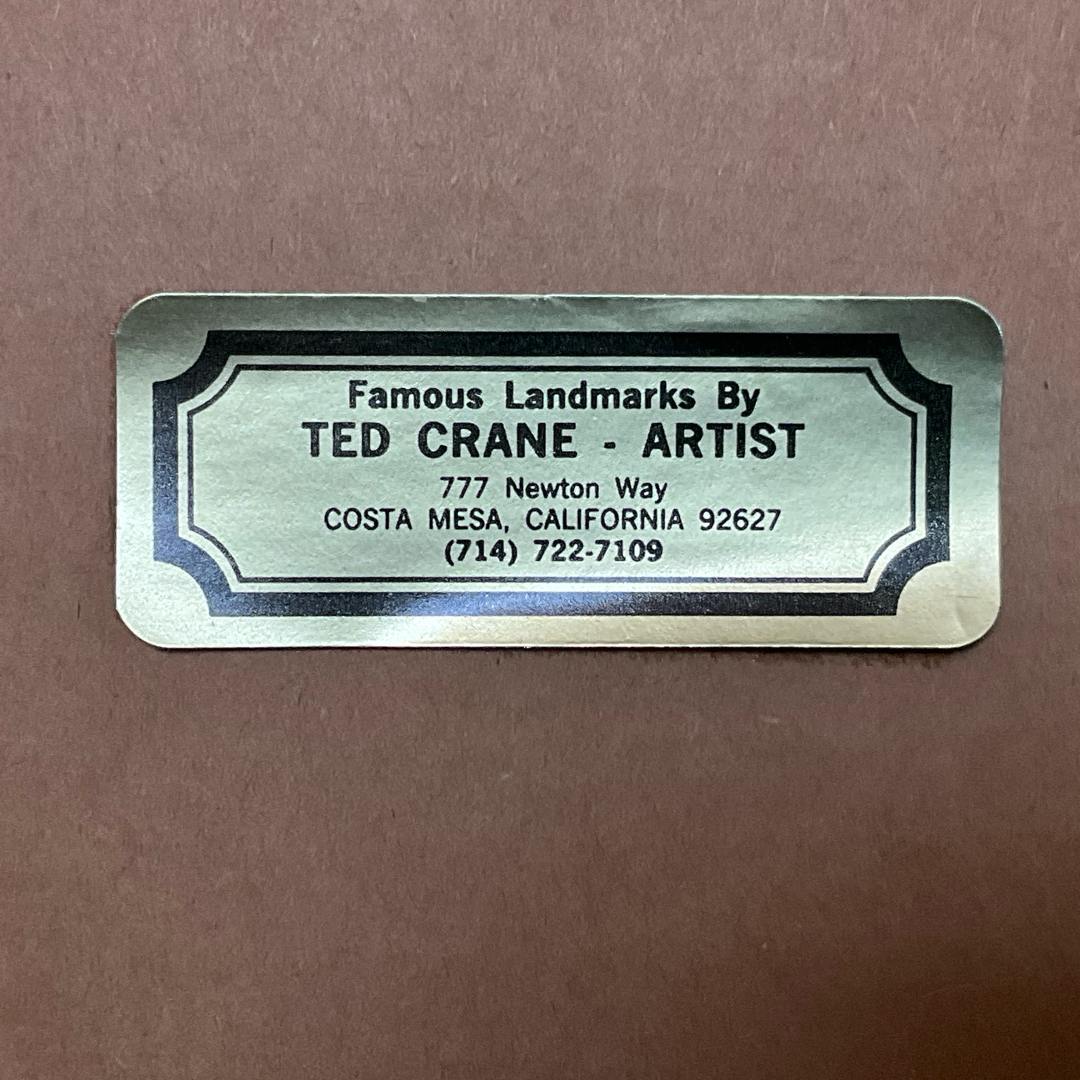 Famous Landmarks By
TED CRANE - ARTIST
777 Newton Way
COSTA MESA, CALIFORNIA 92627
(714) 722-7109